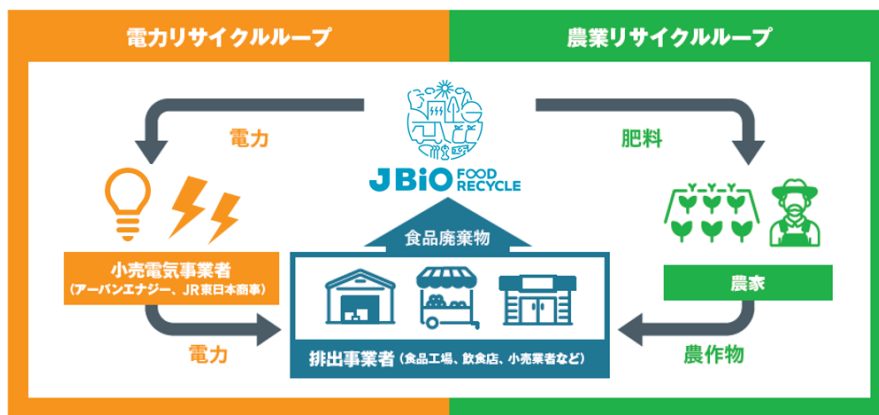 電力リサイクルループ
農業リサイクルループ
電力
肥料
J BiO FOOD
RECYCLE
食品廃棄物
小売電気事業者
(アーバンエナジー、JR東日本商事)
農家
電力
排出事業者(食品工場、飲食店、小売業者など)
農作物